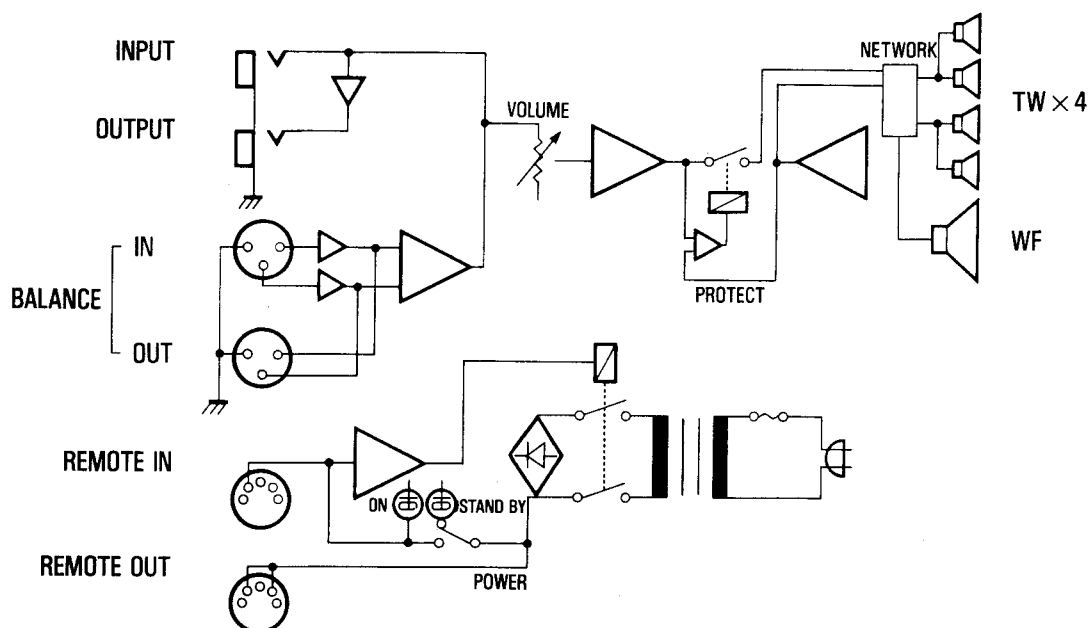 INPUT
OUTPUT
VOLUME
NETWORK
TW × 4
WF
PROTECT
BALANCE
IN
OUT
REMOTE IN
ON
STAND BY
REMOTE OUT
POWER